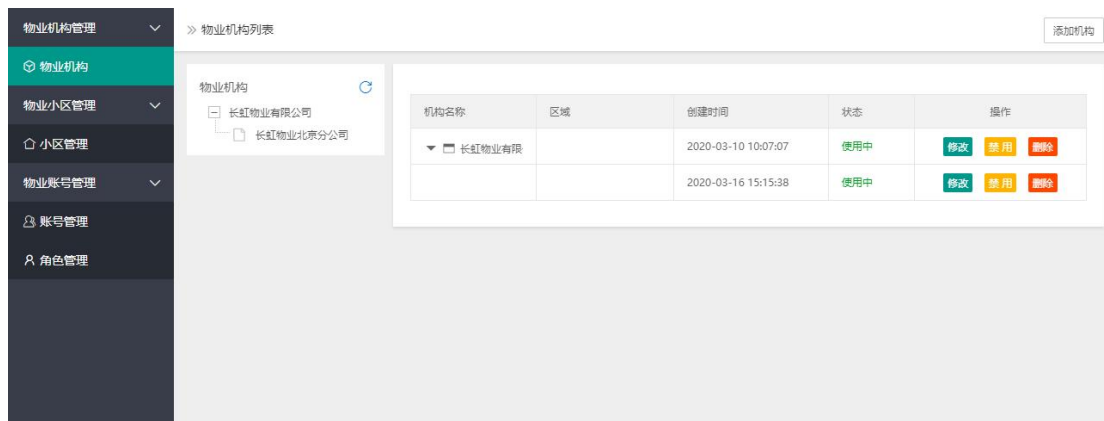 物业机构管理
物业机构
物业小区管理
小区管理
物业账号管理
账号管理
角色管理
物业机构列表
添加机构
物业机构
长虹物业有限公司
长虹物业北京分公司
机构名称 区域 创建时间 状态 操作
长虹物业有限 2020-03-10 10:07:07 使用中 修改 禁用 删除
2020-03-16 15:15:38 使用中 修改 禁用 删除